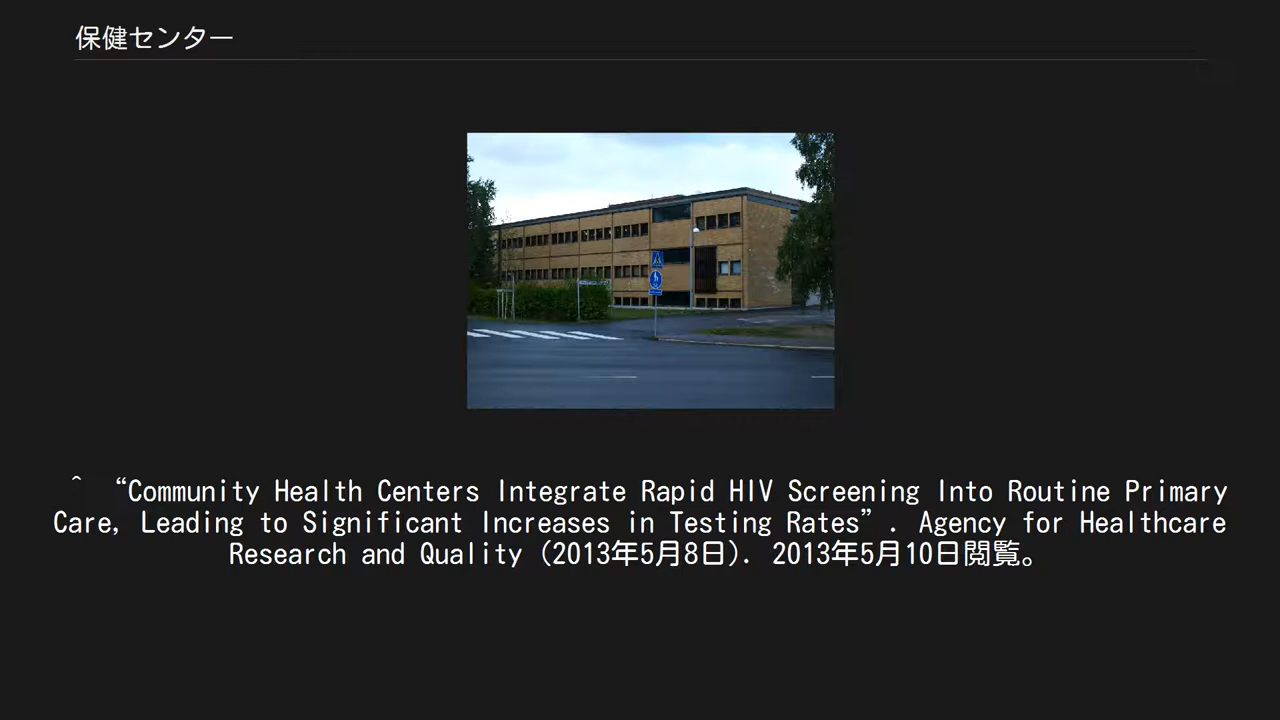 保健センター
^ “Community Health Centers Integrate Rapid HIV Screening Into Routine Primary
Care, Leading to Significant Increases in Testing Rates”. Agency for Healthcare
Research and Quality (2013年5月8日). 2013年5月10日閲覧。